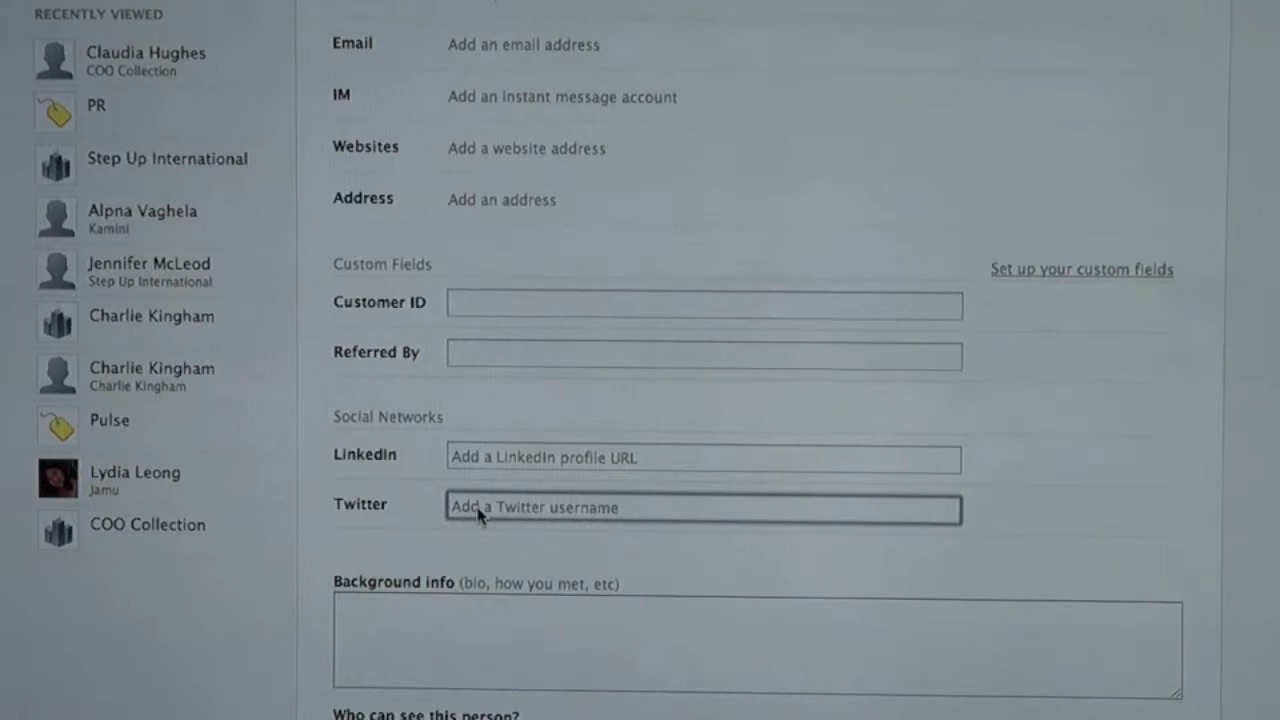 RECENTLY VIEWED
Claudia Hughes
COO Collection
PR
Step Up International
Alpna Vaghela
Kamini
Jennifer McLeod
Step Up International
Charlie Kingham
Charlie Kingham
Charlie Kingham
Pulse
Lydia Leong
Jamu
COO Collection
Email Add an email address
IM Add an instant message account
Websites Add a website address
Address Add an address
Custom Fields Set up your custom fields
Customer ID
Referred By
Social Networks
LinkedIn Add a LinkedIn profile URL
Twitter Add a Twitter username
Background info (bio, how you met, etc)
Who can see this person?